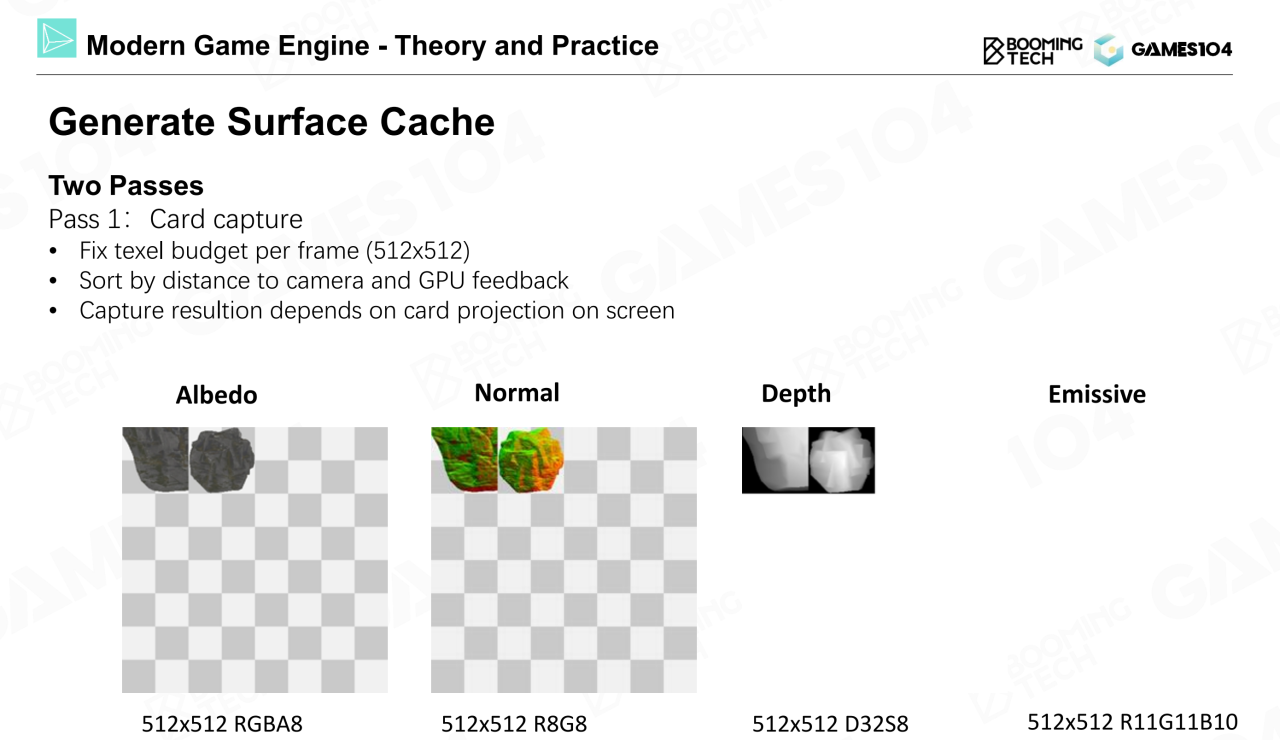 Modern Game Engine - Theory and Practice
BOOMING TECH
GAMES104
Generate Surface Cache
Two Passes
Pass 1: Card capture
• Fix texel budget per frame (512x512)
• Sort by distance to camera and GPU feedback
• Capture resultion depends on card projection on screen
Albedo Normal Depth Emissive
512x512 RGBA8 512x512 R8G8 512x512 D32S8 512x512 R11G11B10